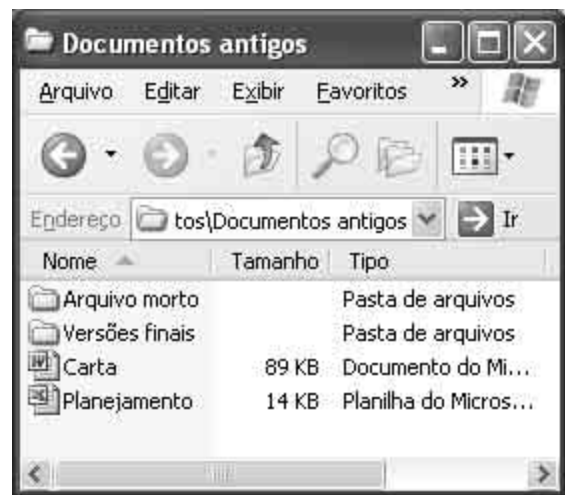 Documentos antigos
Arquivo Editar Exibir Favoritos »
Endereço tos\Documentos antigos Ir
Nome Tamanho Tipo
Arquivo morto Pasta de arquivos
Versões finais Pasta de arquivos
Carta 89 KB Documento do Mi...
Planejamento 14 KB Planilha do Micros...